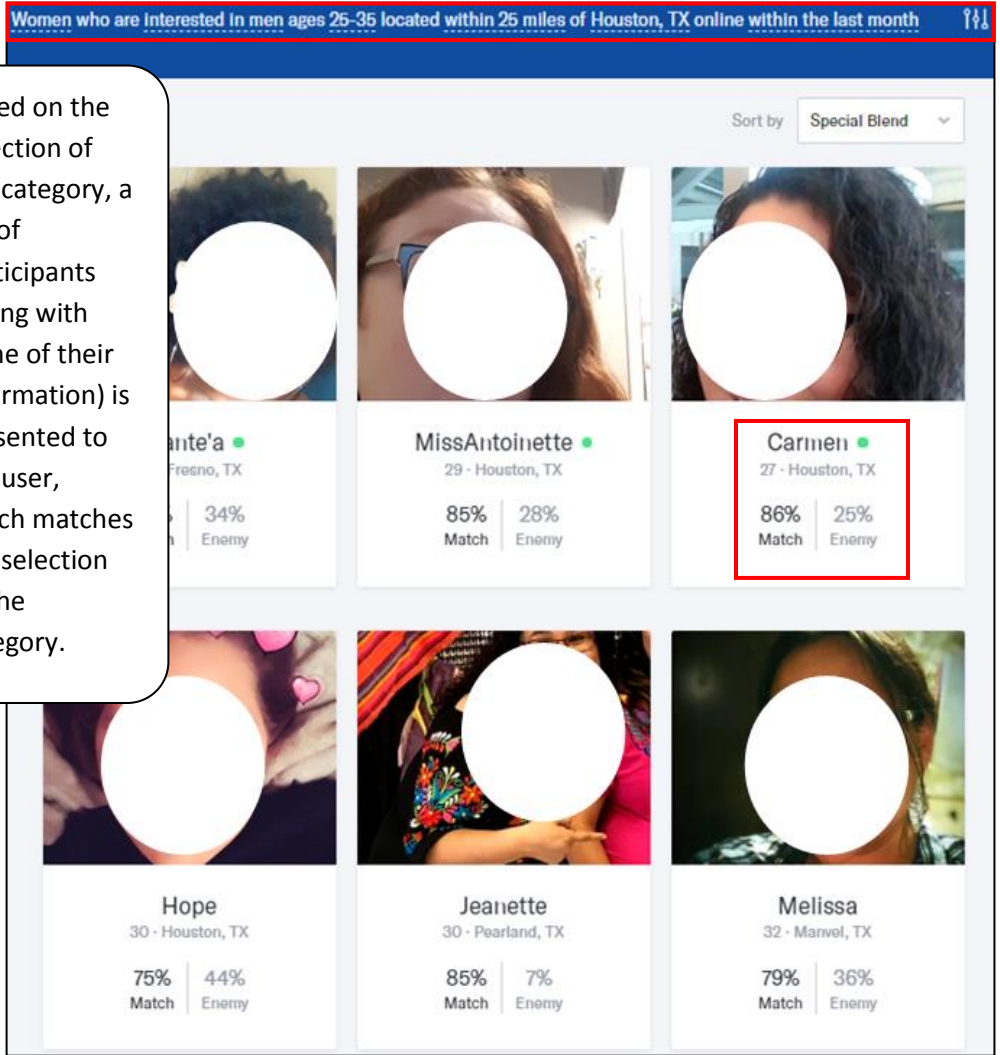 Women who are interested in men ages 25-35 located within 25 miles of Houston, TX online within the last month
Sort by Special Blend
ed on the
ection of
category, a
of
ticipants
ng with
ne of their
ormation) is
sented to
user,
ch matches
selection
he
egory.
ante'a
Fresno, TX
34%
Enemy
MissAntoinette
29 · Houston, TX
85% 28%
Match Enemy
Carmen
27 · Houston, TX
86% 25%
Match Enemy
Hope
30 · Houston, TX
75% 44%
Match Enemy
Jeanette
30 · Pearland, TX
85% 7%
Match Enemy
Melissa
32 · Manvel, TX
79% 36%
Match Enemy